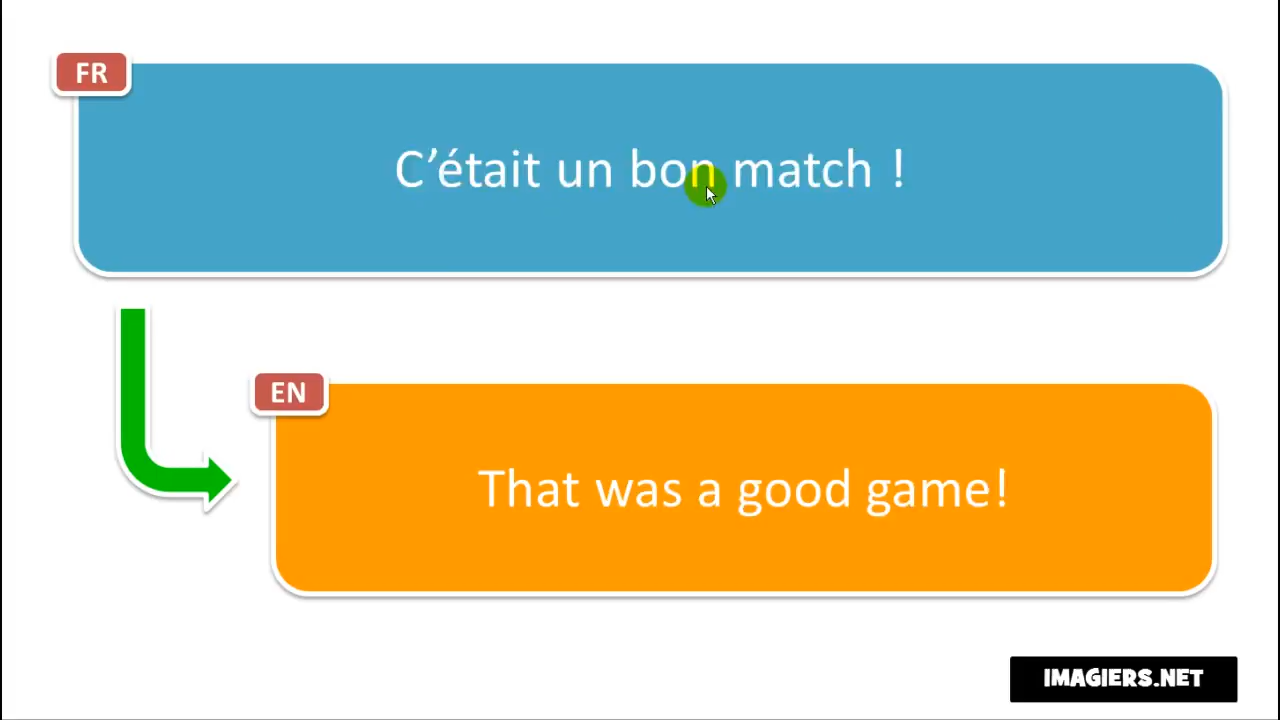 FR
C’était un bon match !
EN
That was a good game!
IMAGIERS.NET